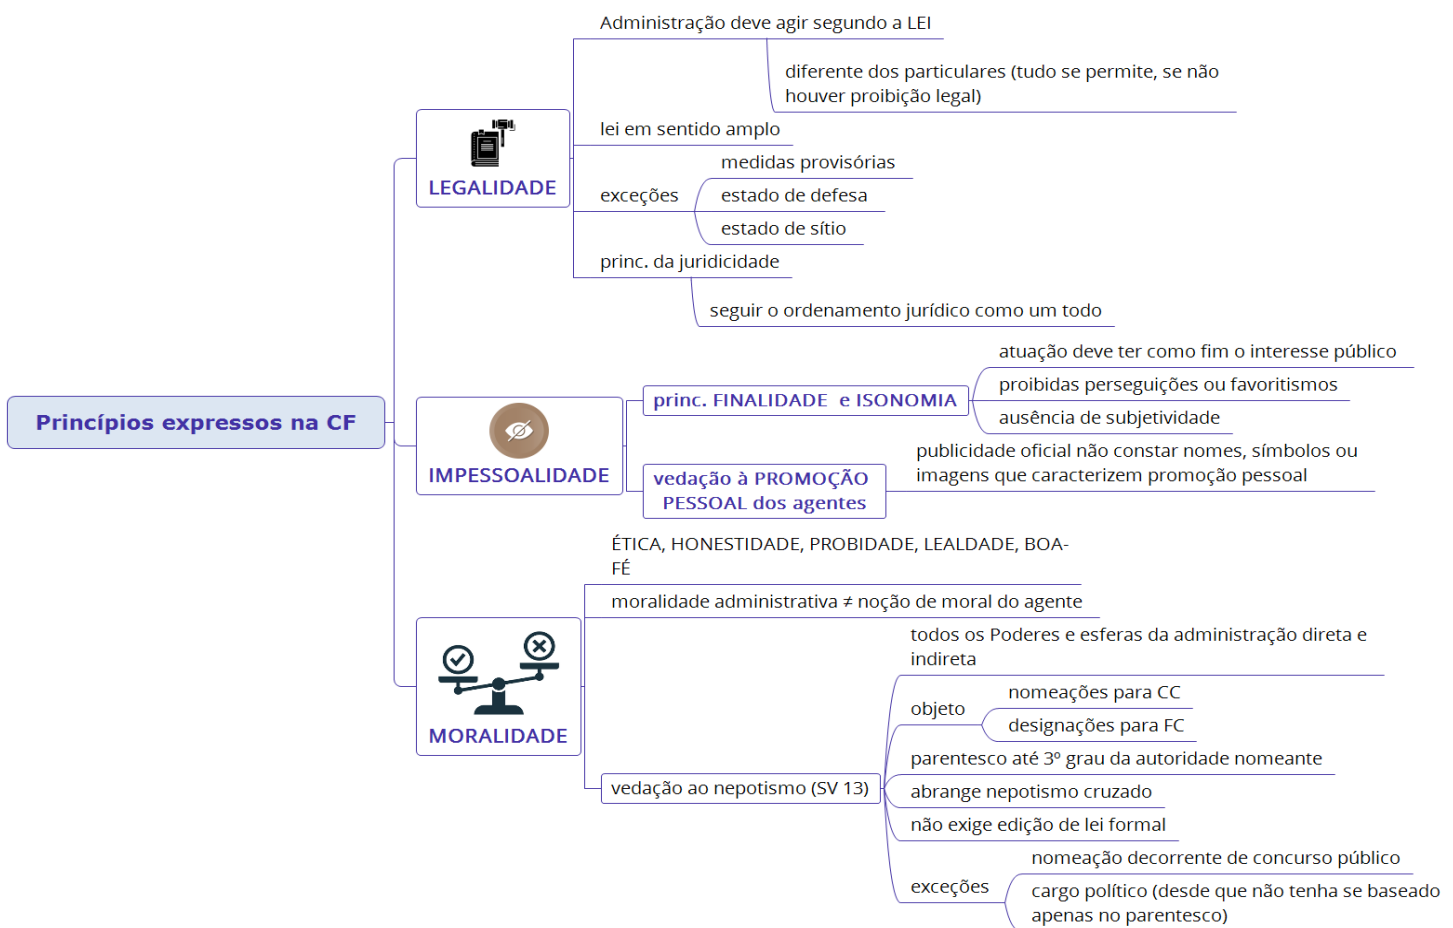 Princípios expressos na CF
LEGALIDADE
Administração deve agir segundo a LEI
diferente dos particulares (tudo se permite, se não
houver proibição legal)
lei em sentido amplo
exceções
medidas provisórias
estado de defesa
estado de sítio
princ. da juridicidade
seguir o ordenamento jurídico como um todo
IMPESSOALIDADE
princ. FINALIDADE e ISONOMIA
atuação deve ter como fim o interesse público
proibidas perseguições ou favoritismos
ausência de subjetividade
vedação à PROMOÇÃO
PESSOAL dos agentes
publicidade oficial não constar nomes, símbolos ou
imagens que caracterizem promoção pessoal
MORALIDADE
ÉTICA, HONESTIDADE, PROBIDADE, LEALDADE, BOA-
FÉ
moralidade administrativa ≠ noção de moral do agente
vedação ao nepotismo (SV 13)
todos os Poderes e esferas da administração direta e
indireta
objeto
nomeações para CC
designações para FC
parentesco até 3º grau da autoridade nomeante
abrange nepotismo cruzado
não exige edição de lei formal
exceções
nomeação decorrente de concurso público
cargo político (desde que não tenha se baseado
apenas no parentesco)